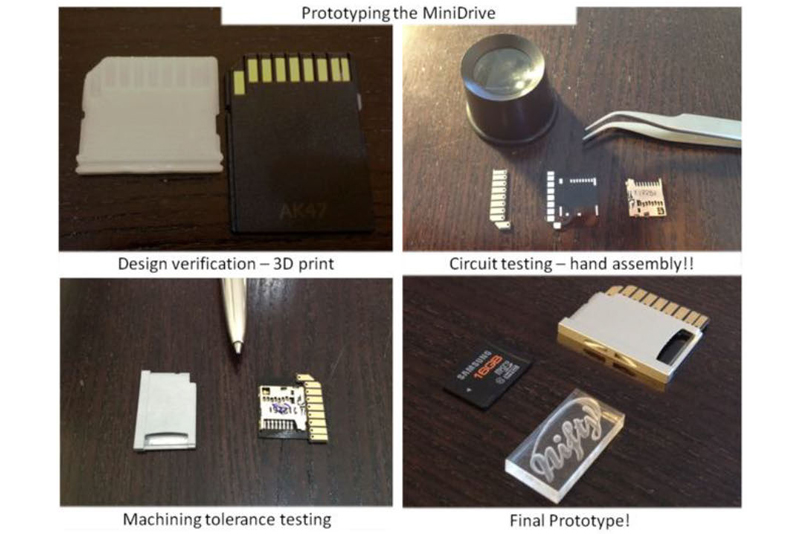 Prototyping the MiniDrive
AK47
Design verification – 3D print
Circuit testing – hand assembly!!
SAMSUNG
16GB
Nifty
Machining tolerance testing
Final Prototype!